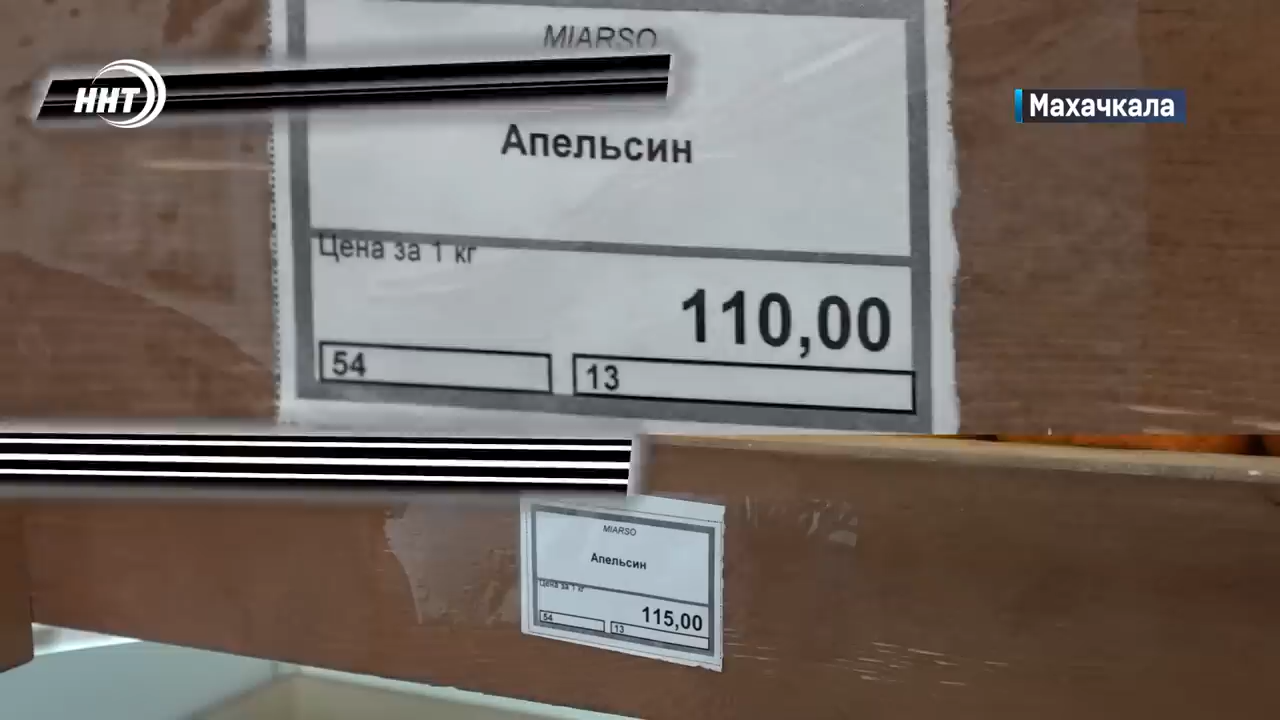 MIARSO
ННТ
Махачкала
Апельсин
Цена за 1 кг
110,00
54
13
MIARSO
Апельсин
Цена за 1 кг
115,00
54
13